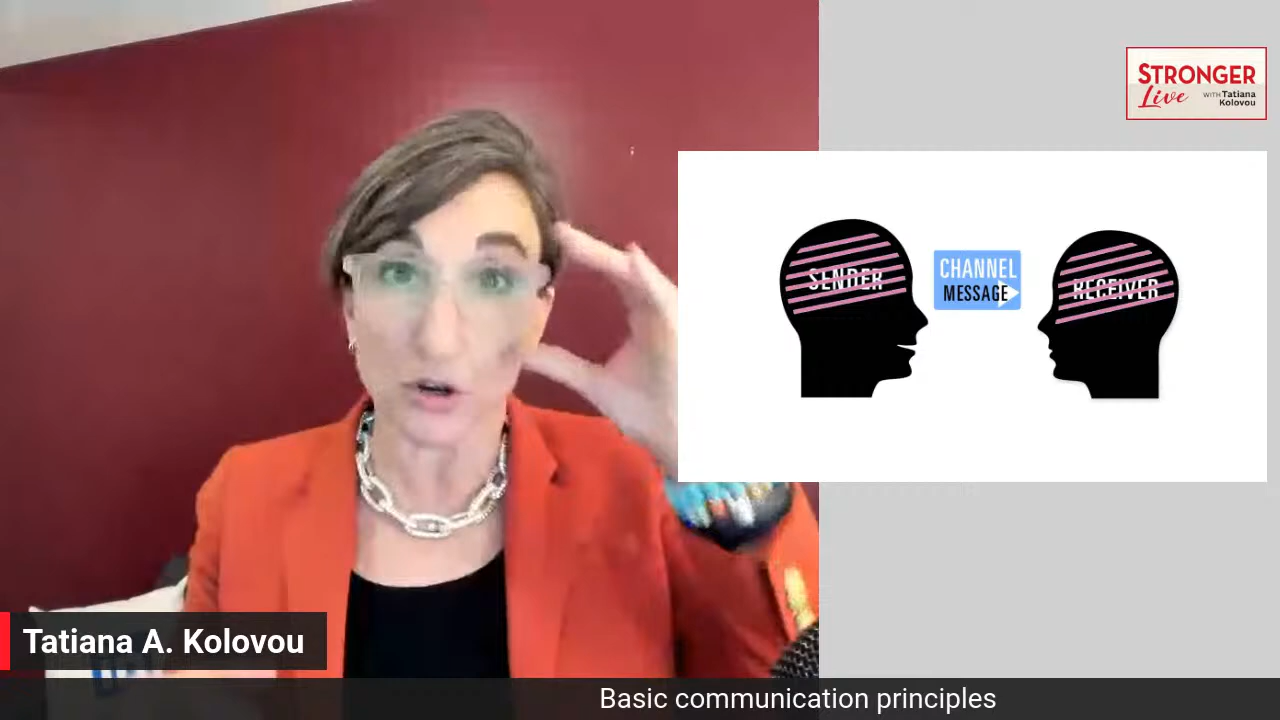 STRONGER
Live WITH Tatiana
Kolovou
SENDER
CHANNEL
MESSAGE
RECEIVER
Tatiana A. Kolovou
Basic communication principles